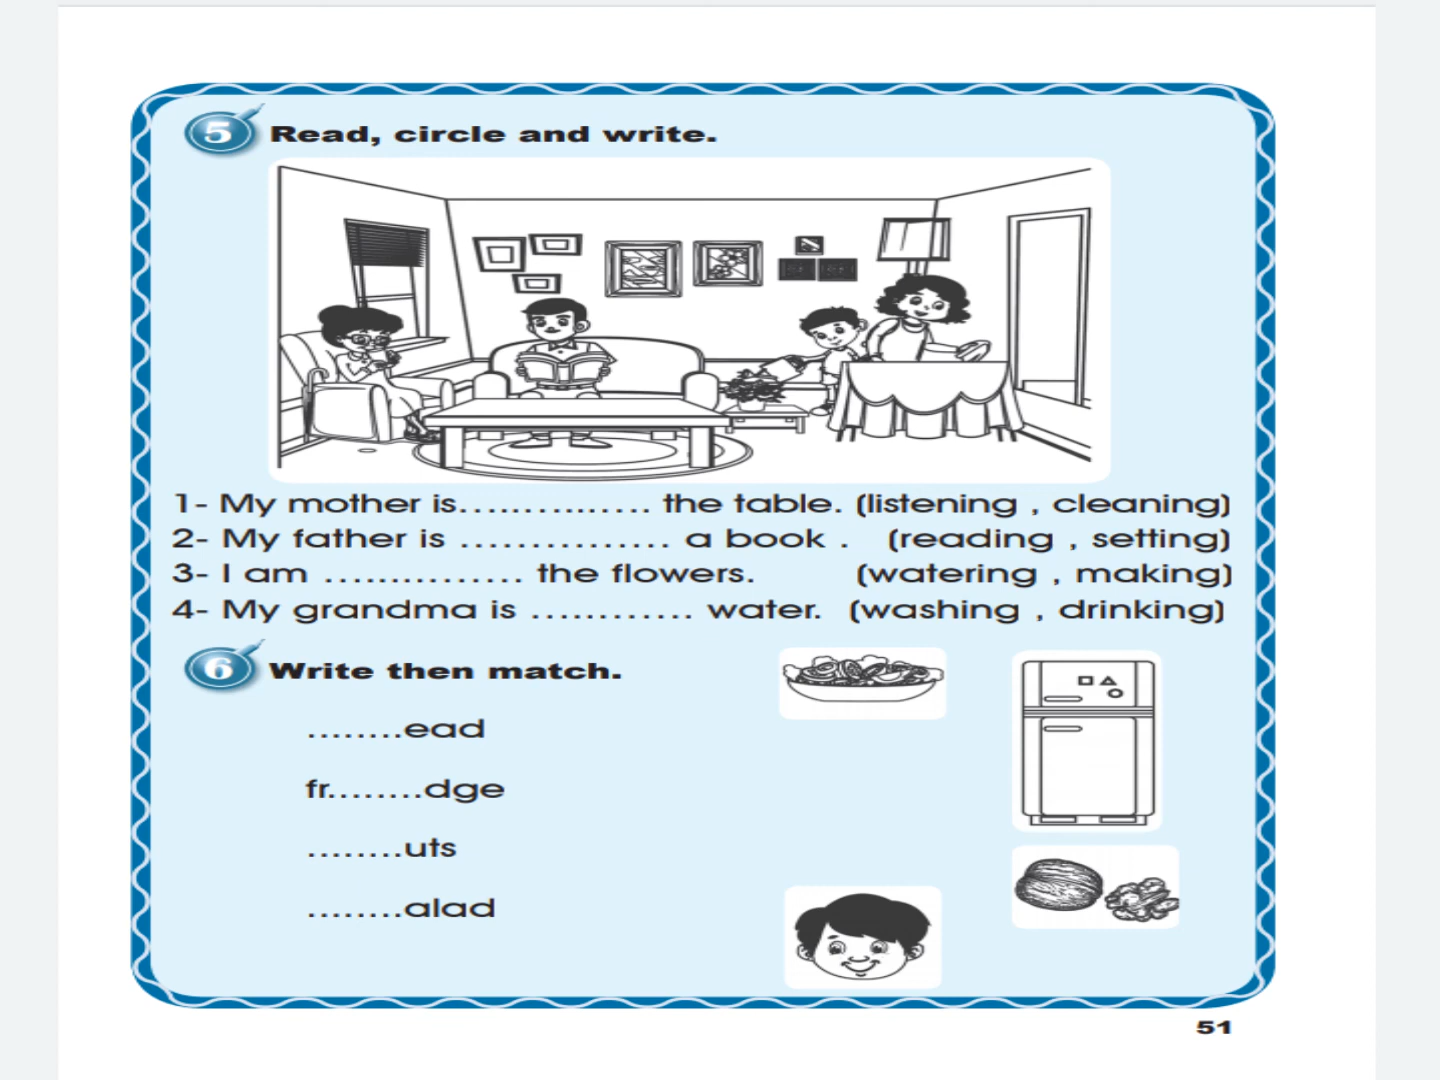 5 Read, circle and write.
1- My mother is.................... the table. (listening , cleaning)
2- My father is ................ a book . (reading , setting)
3- I am ................ the flowers. (watering , making)
4- My grandma is ............ water. (washing , drinking)
6 Write then match.
........ead
fr........dge
........uts
........alad
51